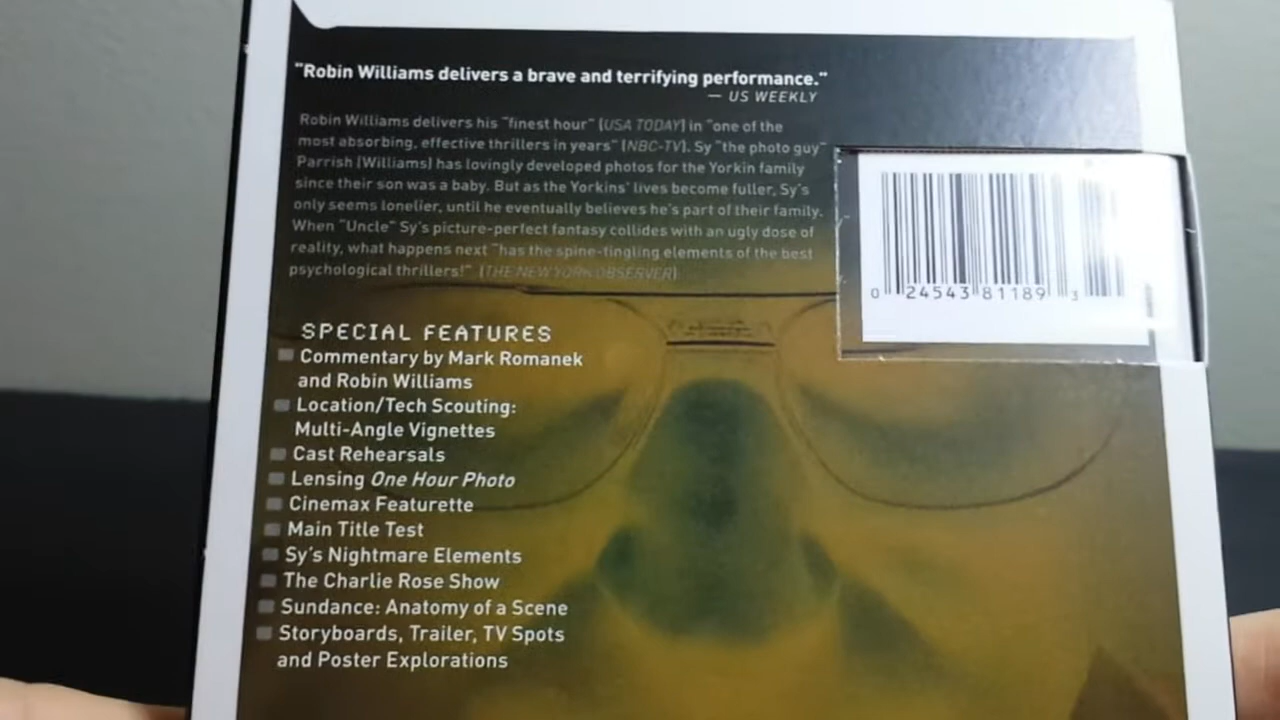 "Robin Williams delivers a brave and terrifying performance."
— US WEEKLY
Robin Williams delivers his "finest hour" (USA TODAY) in "one of the
most absorbing, effective thrillers in years" (NBC-TV). Sy "the photo guy"
Parrish (Williams) has lovingly developed photos for the Yorkin family
since their son was a baby. But as the Yorkins' lives become fuller, Sy's
only seems lonelier, until he eventually believes he's part of their family.
When "Uncle" Sy's picture-perfect fantasy collides with an ugly dose of
reality, what happens next "has the spine-tingling elements of the best
psychological thrillers!" (THE NEW YORK OBSERVER)
0 24543 81189 3
SPECIAL FEATURES
Commentary by Mark Romanek
and Robin Williams
Location/Tech Scouting:
Multi-Angle Vignettes
Cast Rehearsals
Lensing One Hour Photo
Cinemax Featurette
Main Title Test
Sy's Nightmare Elements
The Charlie Rose Show
Sundance: Anatomy of a Scene
Storyboards, Trailer, TV Spots
and Poster Explorations